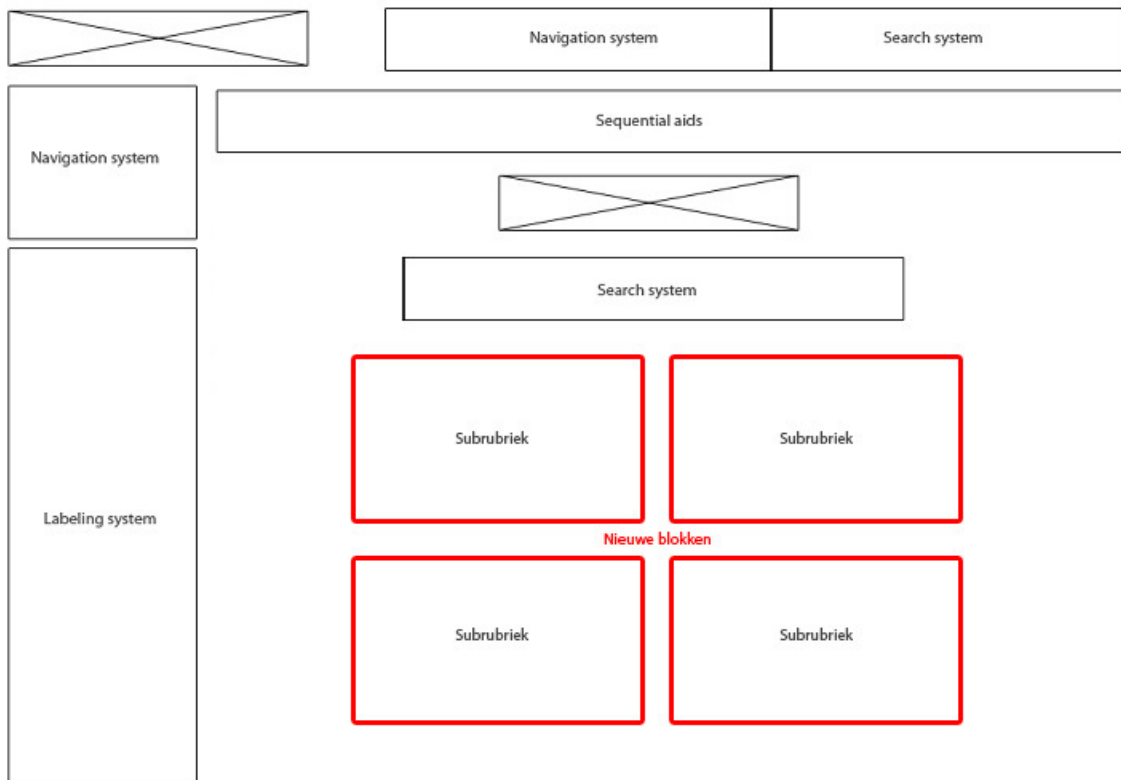 Navigation system
Search system
Sequential aids
Navigation system
Search system
Labeling system
Subrubriek
Subrubriek
Nieuwe blokken
Subrubriek
Subrubriek